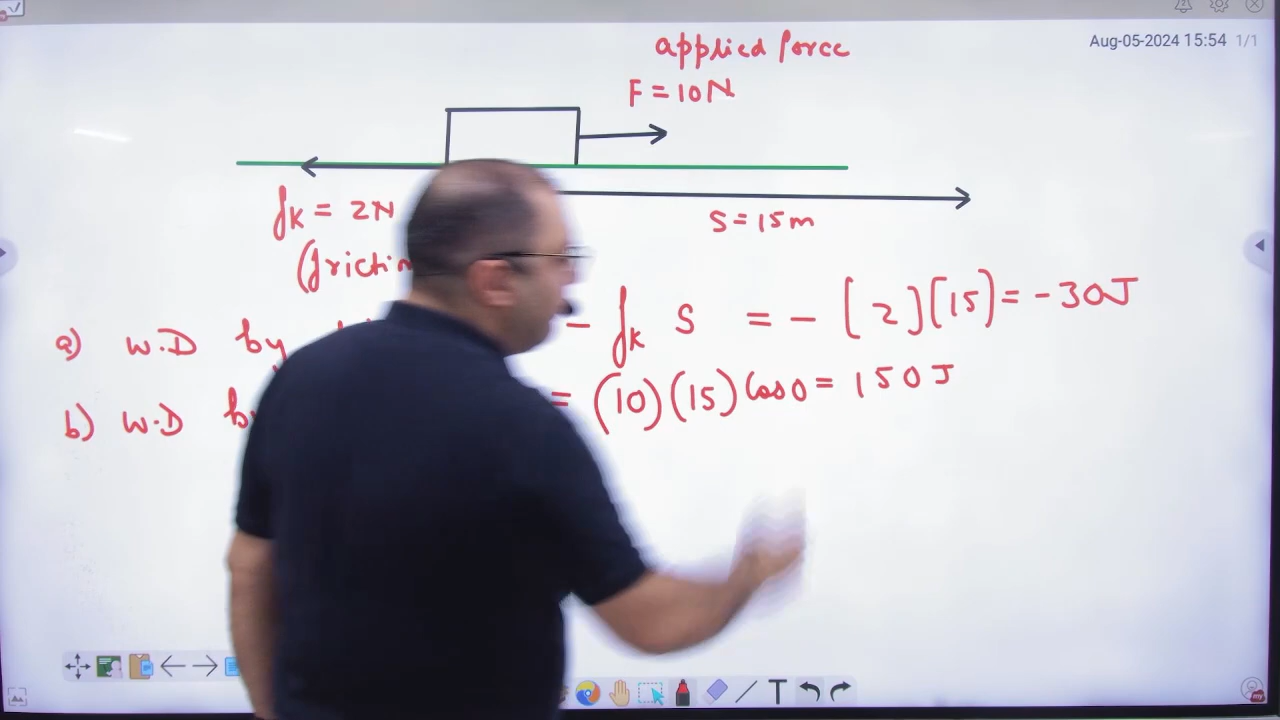 Aug-05-2024 15:54 1/1
applied force
F = 10N
fk = 2N
S = 15m
a) W.D by - fk S = - [2][15] = -30J
b) W.D = (10)(15) Cos 0 = 150J
T